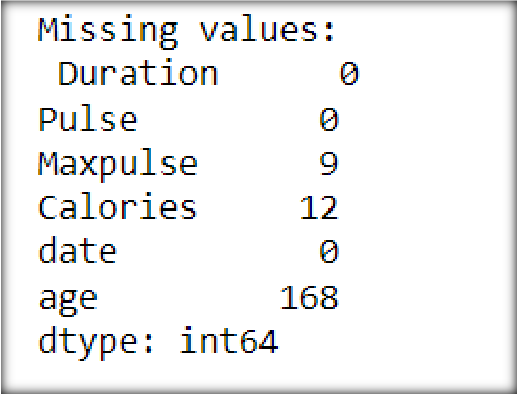 Missing values:
Duration 0
Pulse 0
Maxpulse 9
Calories 12
date 0
age 168
dtype: int64